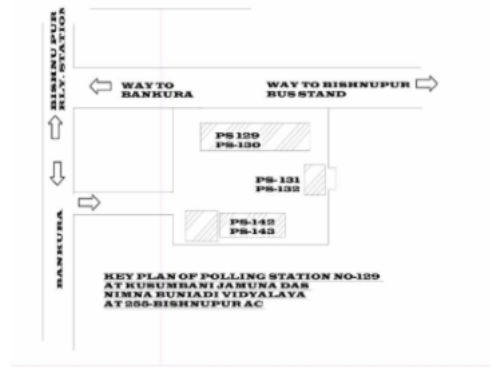 BISHNUPUR
RLY. STATION
WAY TO
BANKURA
WAY TO BISHNUPUR
BUS STAND
PS 129
PS-130
PS-131
PS-132
PS-142
PS-143
BANKURA
KEY PLAN OF POLLING STATION NO-129
AT KUSUMBANI JAMUNA DAS
NIMNA BUNIADI VIDYALAYA
AT 255-BISHNUPUR AC